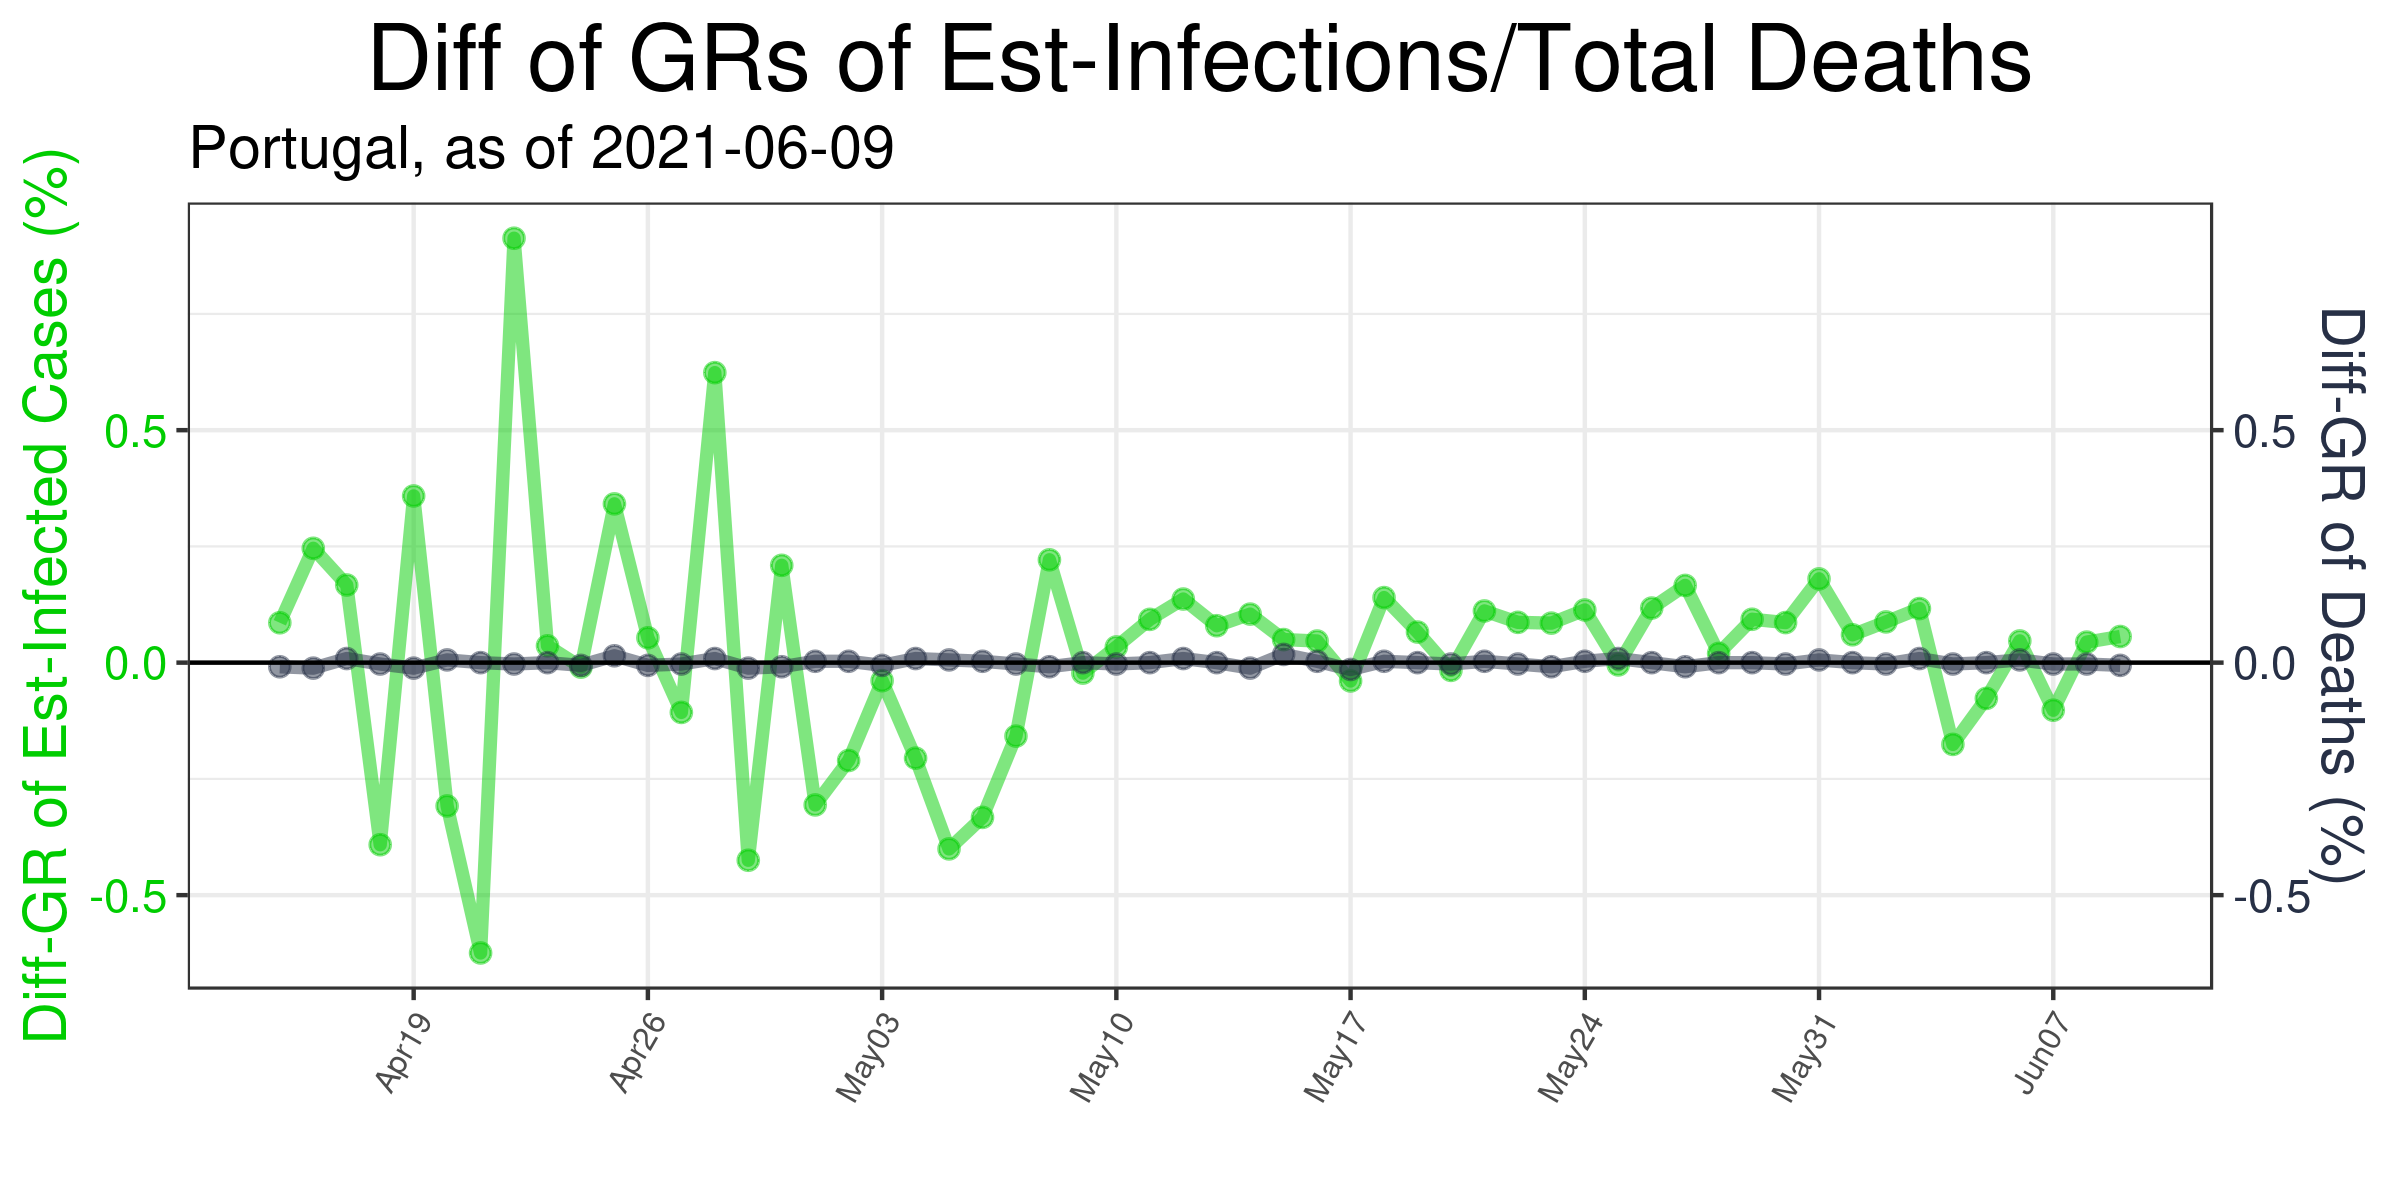 Diff of GRs of Est-Infections/Total Deaths
Portugal, as of 2021-06-09
Diff-GR of Est-Infected Cases (%)
0.5
0.0
-0.5
0.5
0.0
-0.5
Diff-GR of Deaths (%)
Apr19
Apr26
May03
May10
May17
May24
May31
Jun07